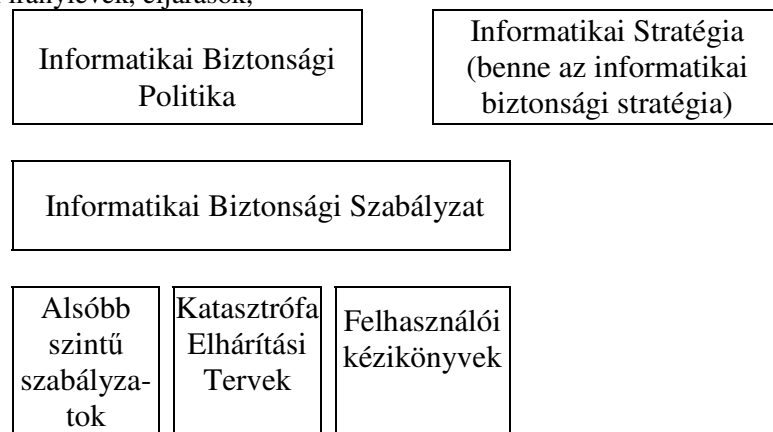 eljárások,
Informatikai Biztonsági
Politika
Informatikai Stratégia
(benne az informatikai
biztonsági stratégia)
Informatikai Biztonsági Szabályzat
Alsóbb
szintű
szabályza-
tok
Katasztrófa
Elhárítási
Tervek
Felhasználói
kézikönyvek